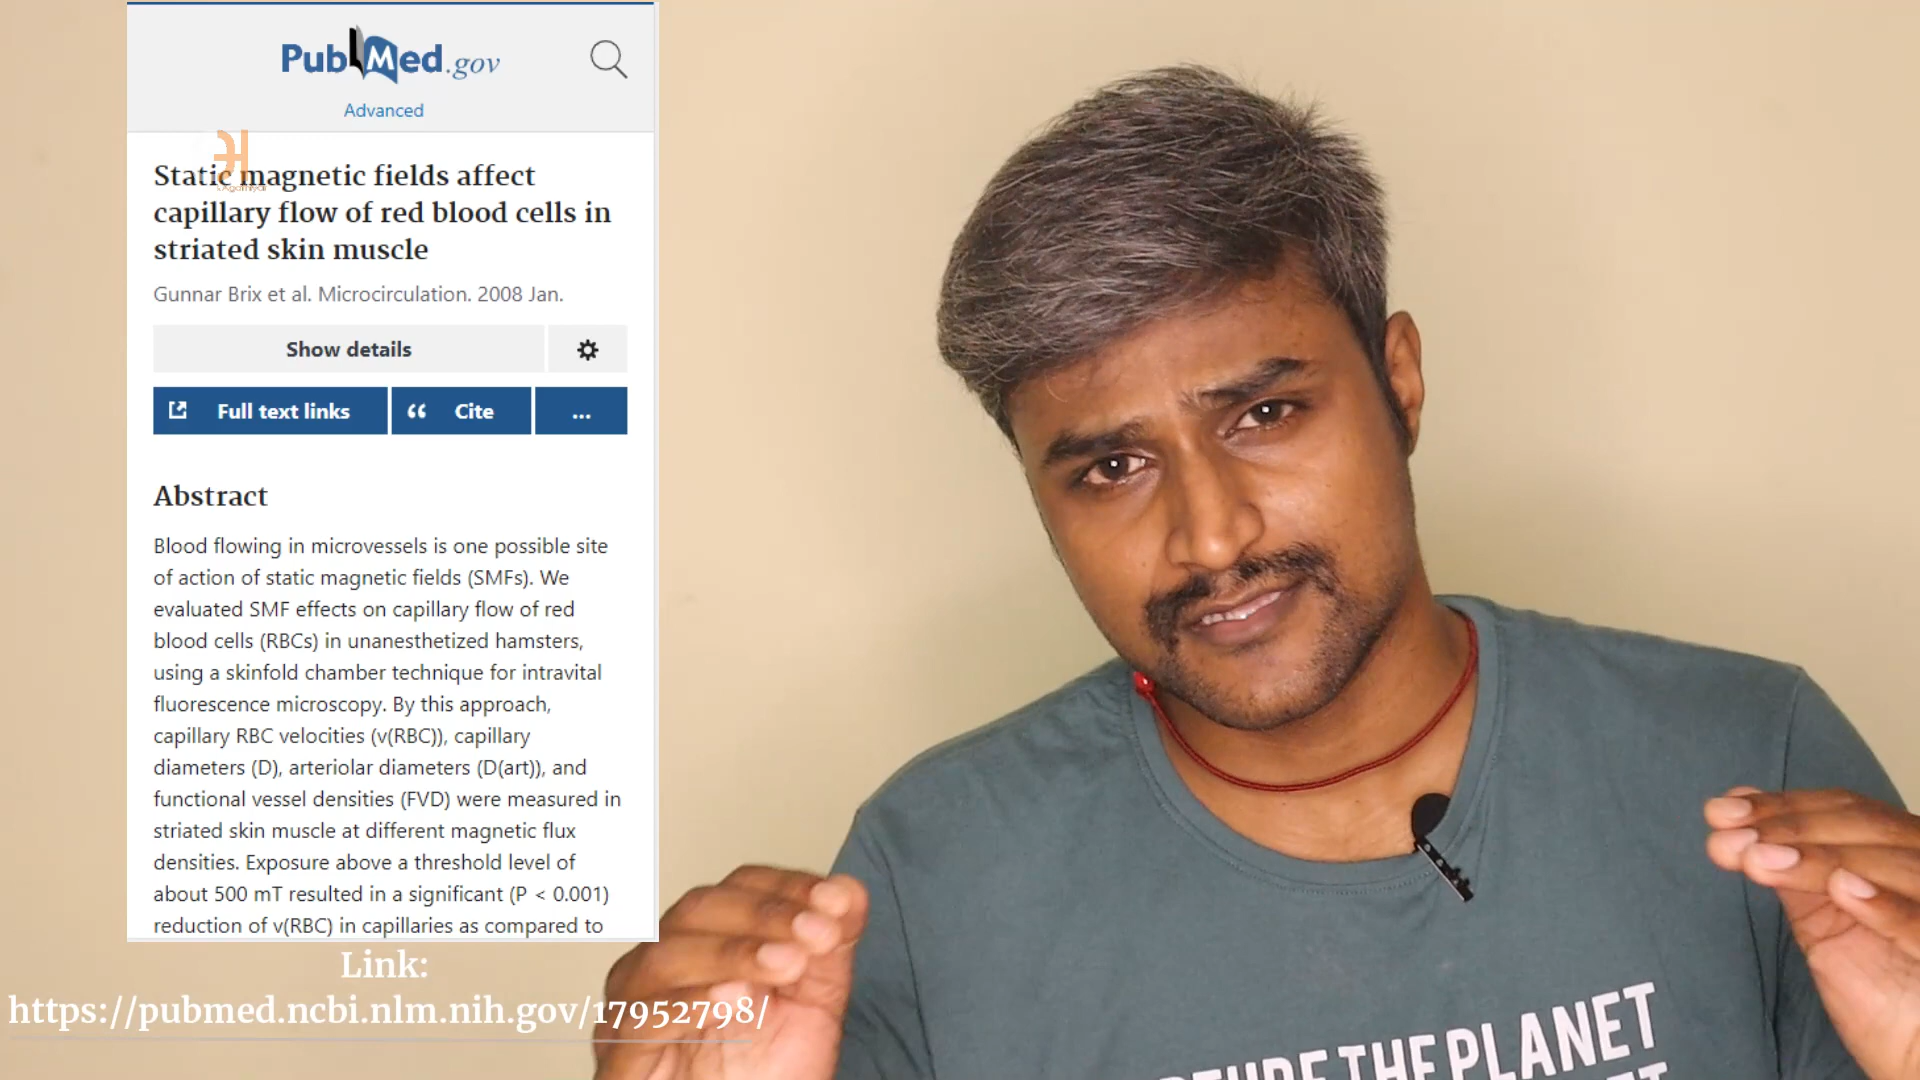 PubMed.gov
Advanced
Static magnetic fields affect
capillary flow of red blood cells in
striated skin muscle
Gunnar Brix et al. Microcirculation. 2008 Jan.
Show details
Full text links
Cite
...
Abstract
Blood flowing in microvessels is one possible site
of action of static magnetic fields (SMFs). We
evaluated SMF effects on capillary flow of red
blood cells (RBCs) in unanesthetized hamsters,
using a skinfold chamber technique for intravital
fluorescence microscopy. By this approach,
capillary RBC velocities (v(RBC)), capillary
diameters (D), arteriolar diameters (D(art)), and
functional vessel densities (FVD) were measured in
striated skin muscle at different magnetic flux
densities. Exposure above a threshold level of
about 500 mT resulted in a significant (P < 0.001)
reduction of v(RBC) in capillaries as compared to
Link:
https://pubmed.ncbi.nlm.nih.gov/17952798/
THE PLANET